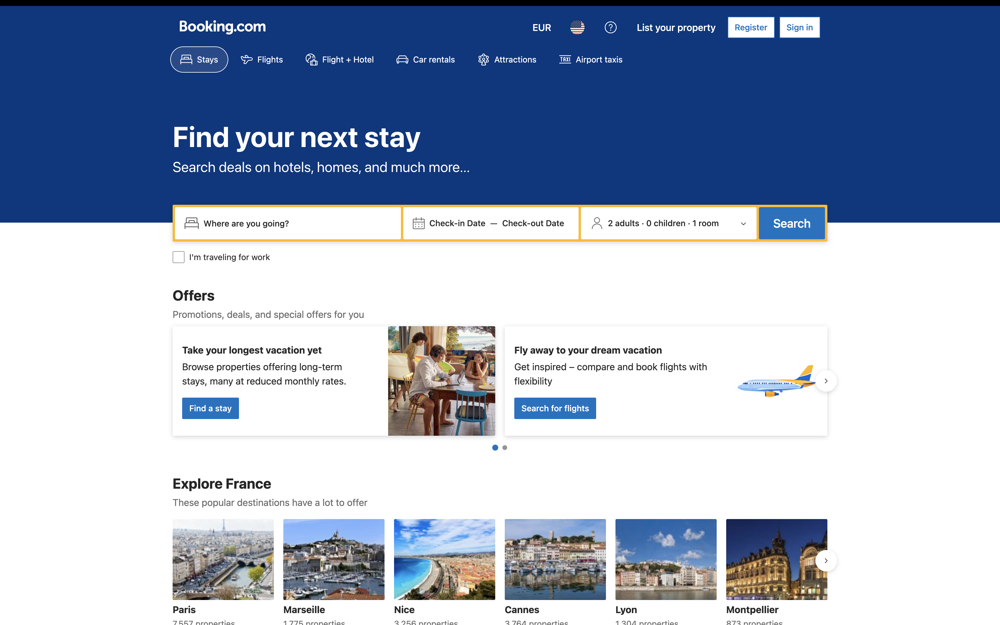 Booking.com
EUR
List your property
Register
Sign in
Stays
Flights
Flight + Hotel
Car rentals
Attractions
TAXI Airport taxis
Find your next stay
Search deals on hotels, homes, and much more...
Where are you going?
Check-in Date — Check-out Date
2 adults · 0 children · 1 room
Search
I'm traveling for work
Offers
Promotions, deals, and special offers for you
Take your longest vacation yet
Browse properties offering long-term
stays, many at reduced monthly rates.
Find a stay
Fly away to your dream vacation
Get inspired – compare and book flights with
flexibility
Search for flights
Explore France
These popular destinations have a lot to offer
Paris
7,557 properties
Marseille
1,775 properties
Nice
3,256 properties
Cannes
3,764 properties
Lyon
1,304 properties
Montpellier
873 properties